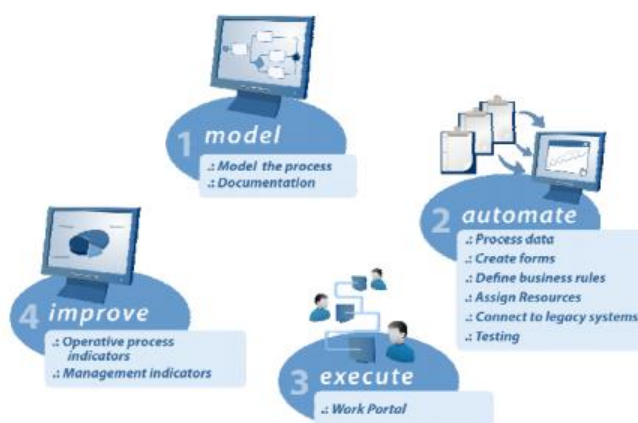 1 model
.: Model the process
.: Documentation
2 automate
.: Process data
.: Create forms
.: Define business rules
.: Assign Resources
.: Connect to legacy systems
.: Testing
3 execute
.: Work Portal
4 improve
.: Operative process
indicators
.: Management indicators